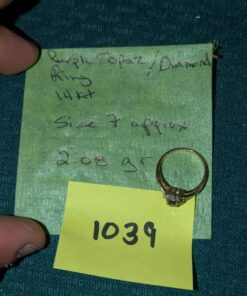 Purple Topaz/Diamond
Ring
14kt
Size 7 approx
2.08 gr
1039